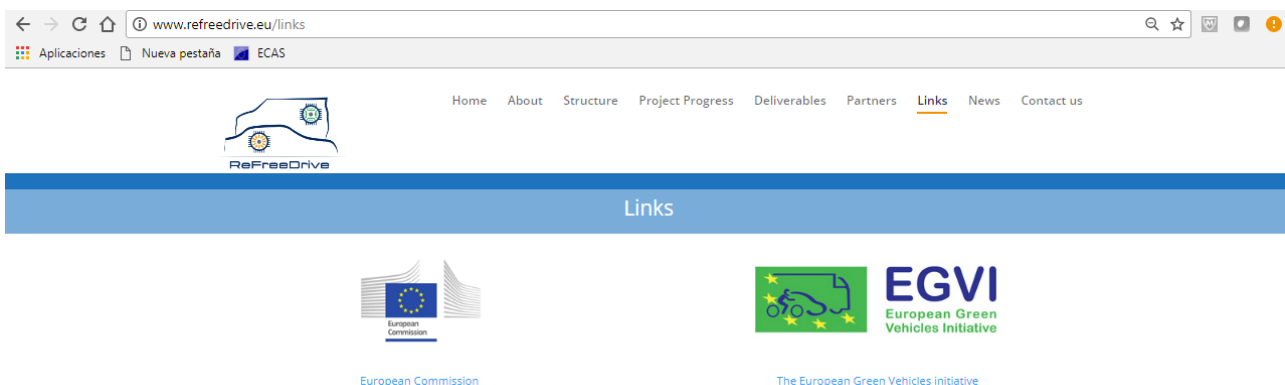 www.refreedrive.eu/links
Aplicaciones Nueva pestaña ECAS
Home About Structure Project Progress Deliverables Partners Links News Contact us
ReFreeDrive
Links
European
Commission
EGVI
European Green
Vehicles Initiative
European Commission
The European Green Vehicles initiative